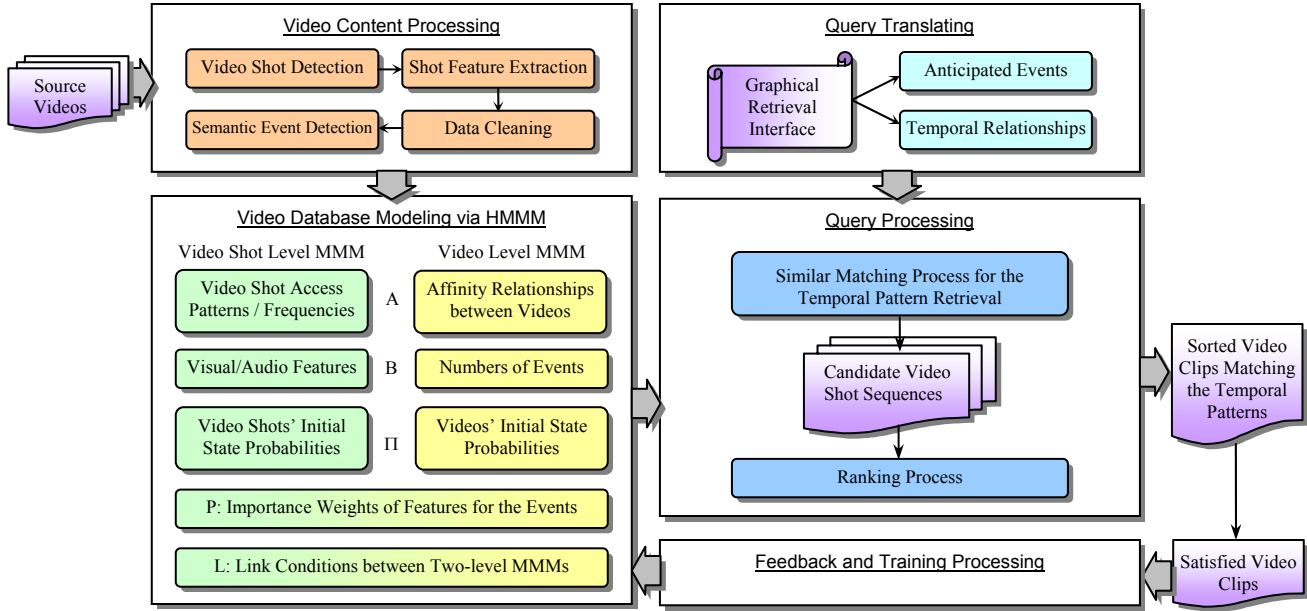 Source
Videos
Video Content Processing
Video Shot Detection
Shot Feature Extraction
Semantic Event Detection
Data Cleaning
Query Translating
Graphical
Retrieval
Interface
Anticipated Events
Temporal Relationships
Video Database Modeling via HMMM
Video Shot Level MMM
Video Level MMM
Video Shot Access
Patterns / Frequencies
A
Affinity Relationships
between Videos
Visual/Audio Features
B
Numbers of Events
Video Shots’ Initial
State Probabilities
Π
Videos’ Initial State
Probabilities
P: Importance Weights of Features for the Events
L: Link Conditions between Two-level MMMs
Query Processing
Similar Matching Process for the
Temporal Pattern Retrieval
Candidate Video
Shot Sequences
Ranking Process
Sorted Video
Clips Matching
the Temporal
Patterns
Satisfied Video
Clips
Feedback and Training Processing